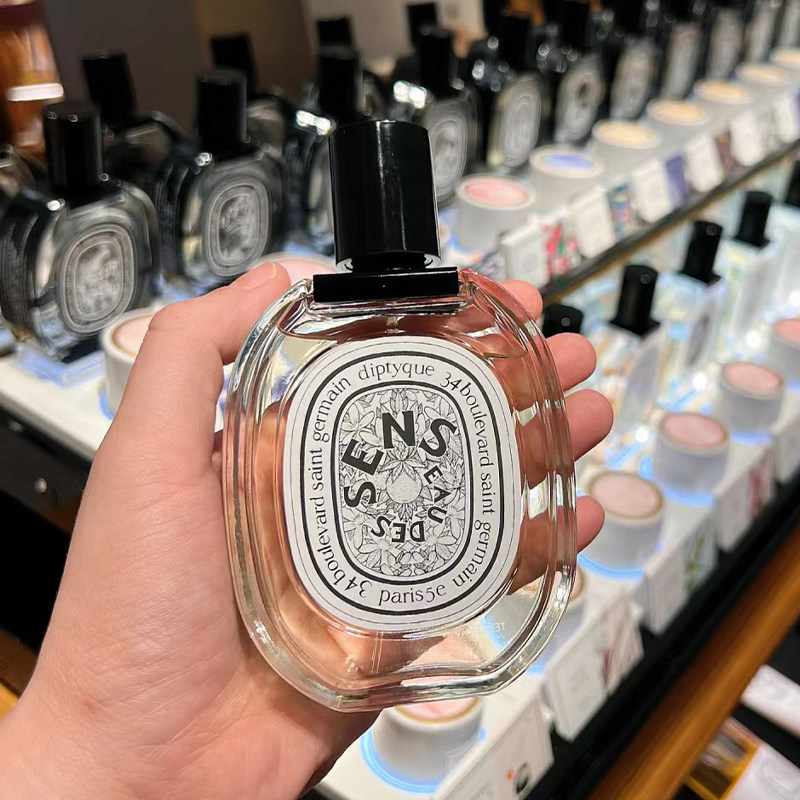 diptyque 34 boulevard saint germain
paris5e 34 boulevard saint germain
EAU
DES
SENS